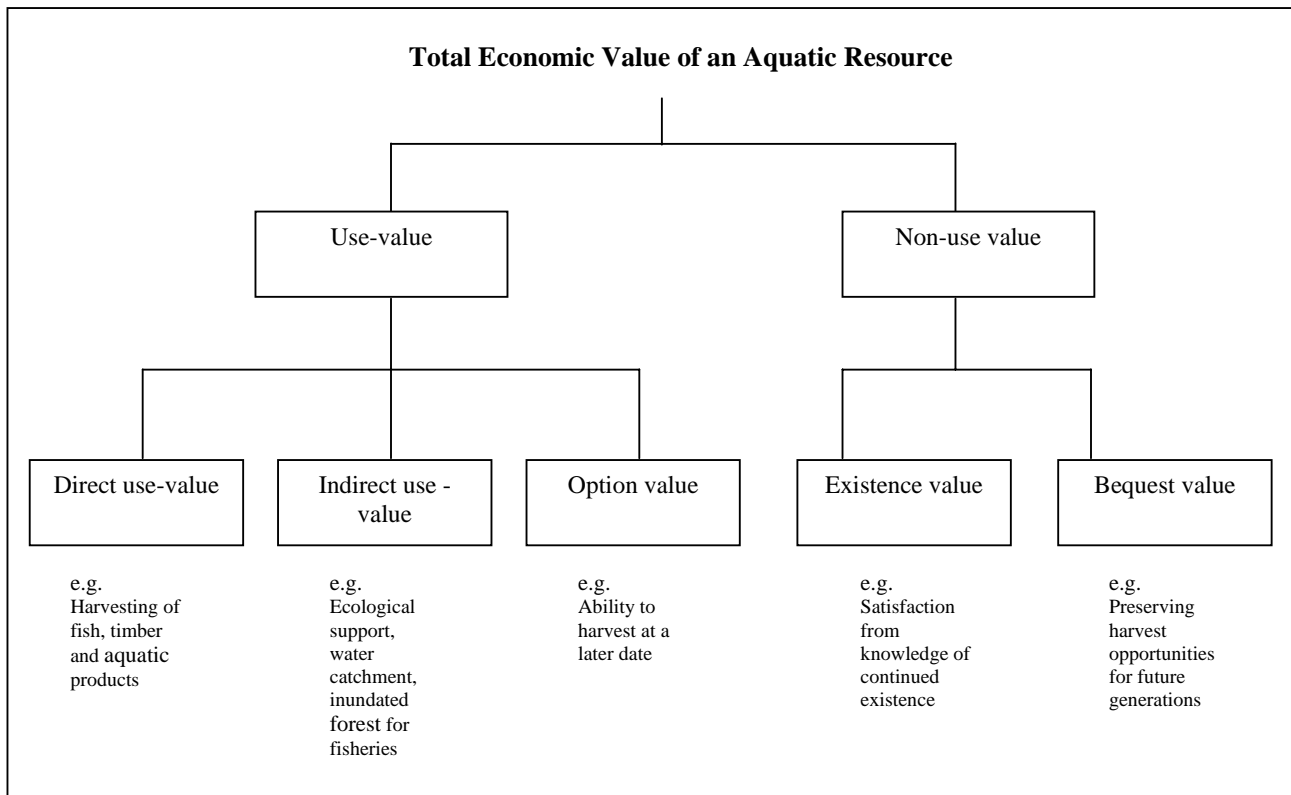 Total Economic Value of an Aquatic Resource
Use-value
Non-use value
Direct use-value
Indirect use -
value
Option value
Existence value
Bequest value
e.g.
Harvesting of
fish, timber
and aquatic
products
e.g.
Ecological
support,
water
catchment,
inundated
forest for
fisheries
e.g.
Ability to
harvest at a
later date
e.g.
Satisfaction
from
knowledge of
continued
existence
e.g.
Preserving
harvest
opportunities
for future
generations